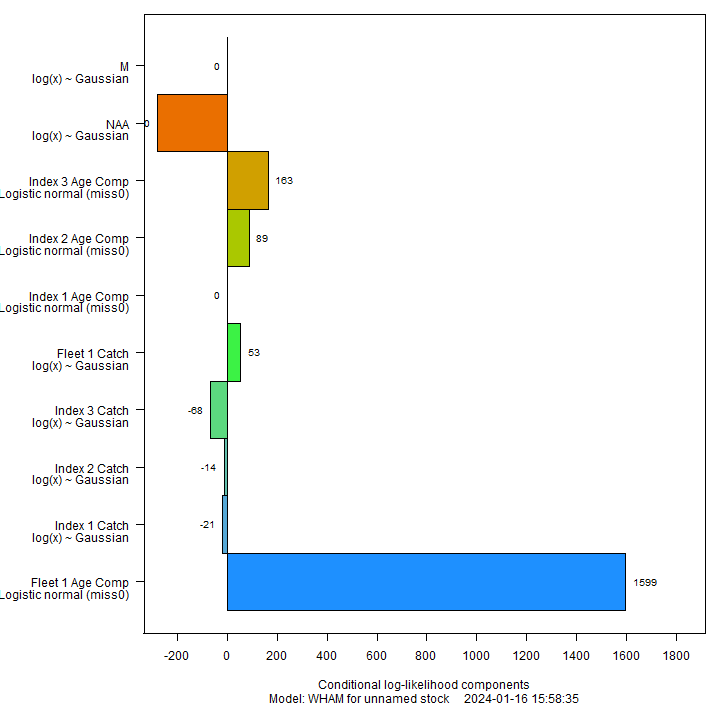 M
log(x) ~ Gaussian
0
NAA
log(x) ~ Gaussian
0
Index 3 Age Comp
Logistic normal (miss0)
163
Index 2 Age Comp
Logistic normal (miss0)
89
Index 1 Age Comp
Logistic normal (miss0)
0
Fleet 1 Catch
log(x) ~ Gaussian
53
Index 3 Catch
log(x) ~ Gaussian
-68
Index 2 Catch
log(x) ~ Gaussian
-14
Index 1 Catch
log(x) ~ Gaussian
-21
Fleet 1 Age Comp
Logistic normal (miss0)
1599
-200 0 200 400 600 800 1000 1200 1400 1600 1800
Conditional log-likelihood components
Model: WHAM for unnamed stock 2024-01-16 15:58:35